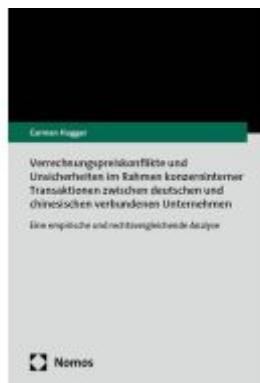 Carmen Hugger
Verrechnungspreiskonflikte und
Unsicherheiten im Rahmen konzerninterner
Transaktionen zwischen deutschen und
chinesischen verbundenen Unternehmen
Eine empirische und rechtsvergleichende Analyse
Nomos